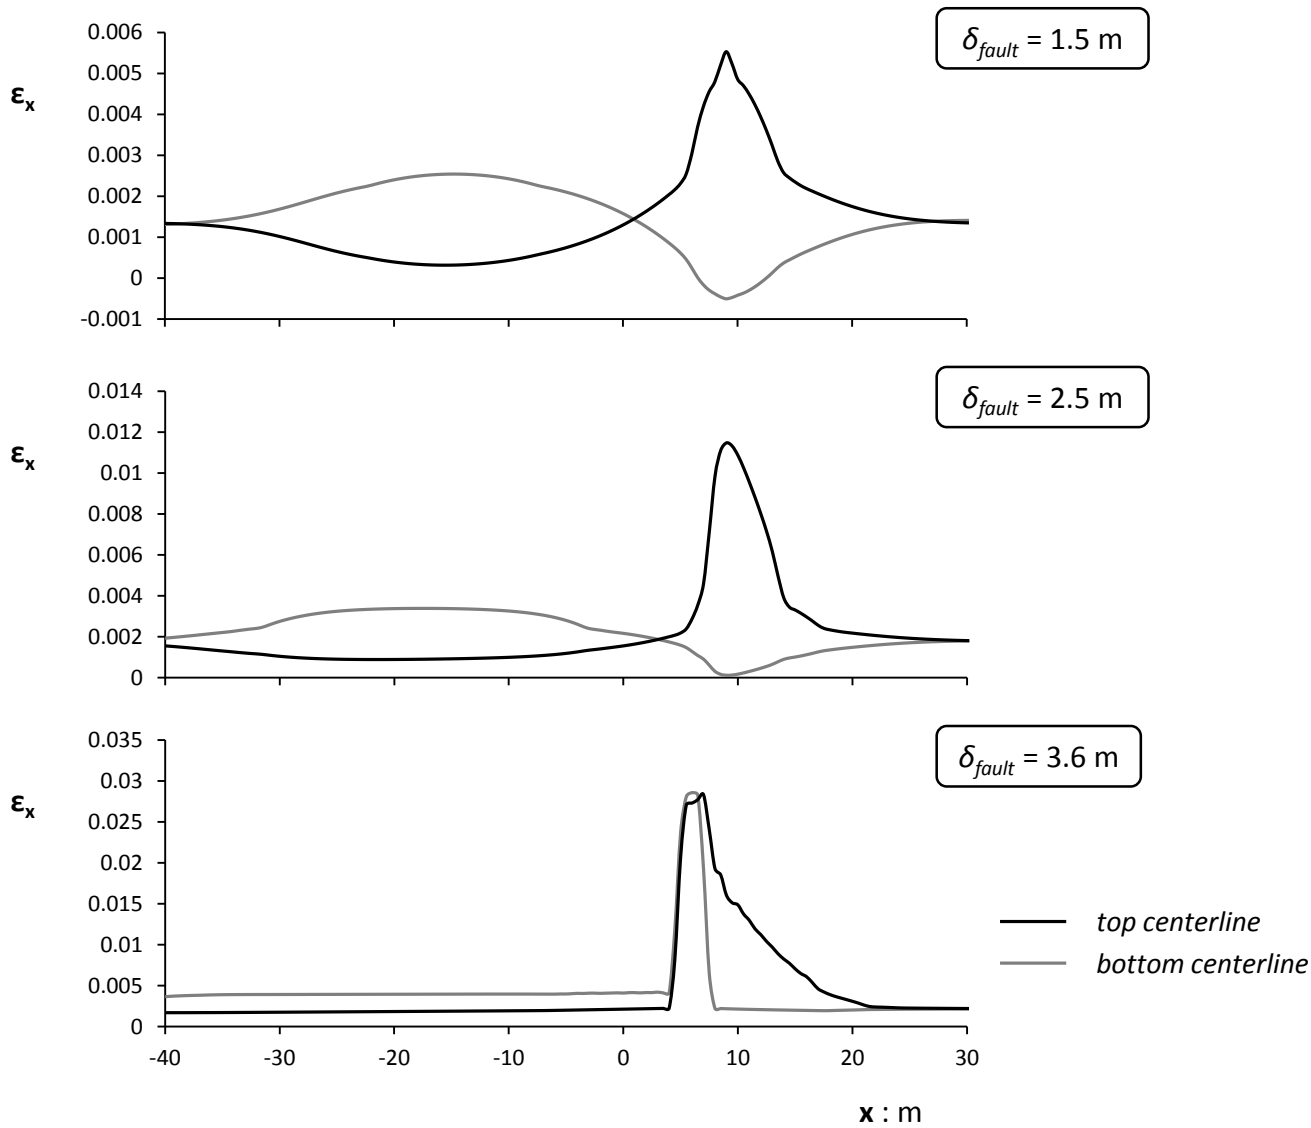 δfault = 1.5 m
εx
0.006
0.005
0.004
0.003
0.002
0.001
0
-0.001
δfault = 2.5 m
εx
0.014
0.012
0.01
0.008
0.006
0.004
0.002
0
δfault = 3.6 m
εx
0.035
0.03
0.025
0.02
0.015
0.01
0.005
0
top centerline
bottom centerline
-40 -30 -20 -10 0 10 20 30
x : m